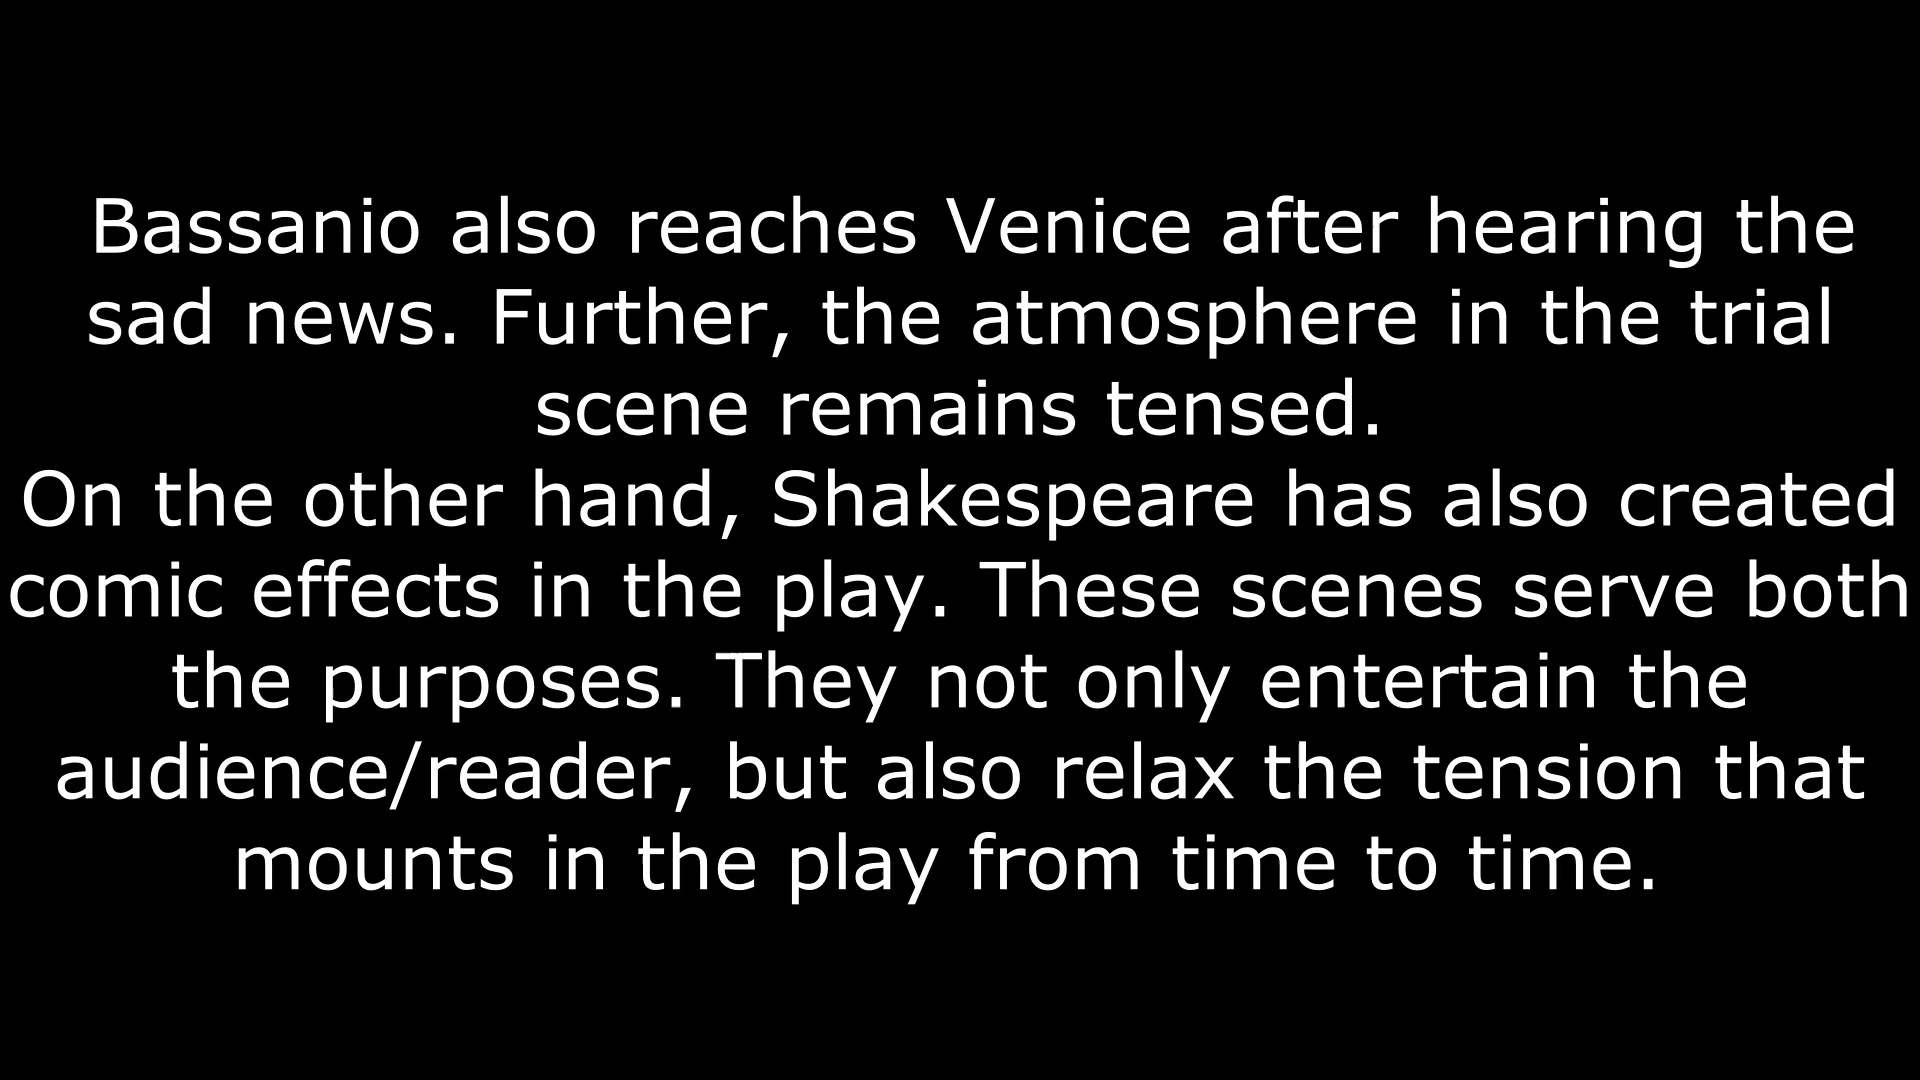 Bassanio also reaches Venice after hearing the
sad news. Further, the atmosphere in the trial
scene remains tensed.
On the other hand, Shakespeare has also created
comic effects in the play. These scenes serve both
the purposes. They not only entertain the
audience/reader, but also relax the tension that
mounts in the play from time to time.